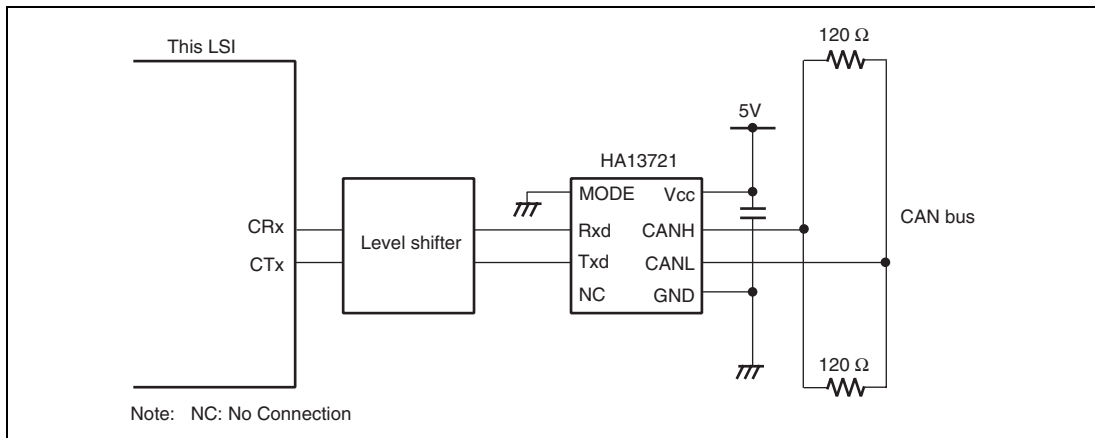 120 Ω
This LSI
5V
HA13721
MODE Vcc
CRx
Level shifter
Rxd CANH
CAN bus
CTx
Txd CANL
NC GND
120 Ω
Note: NC: No Connection